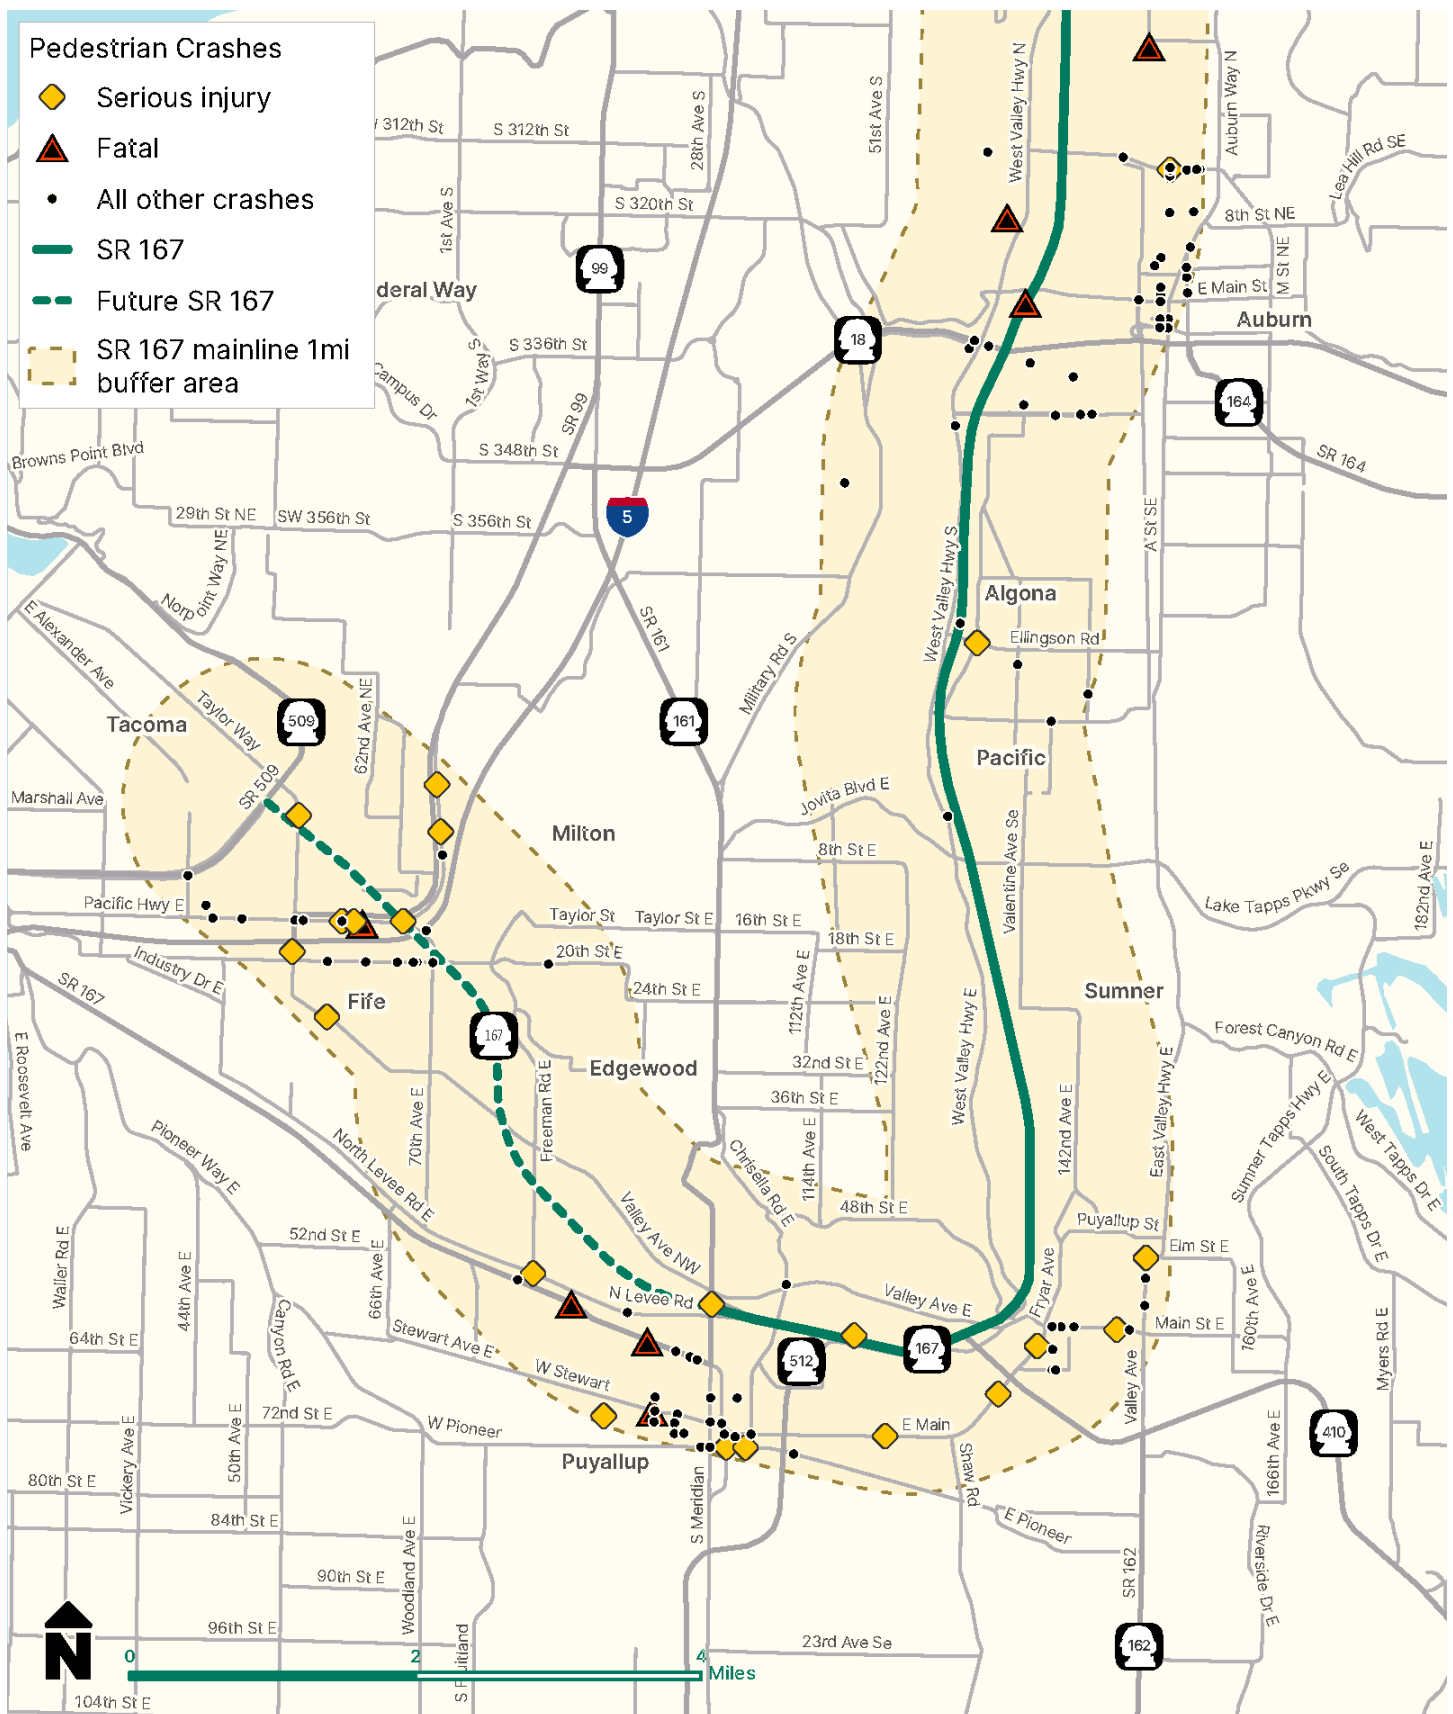 Pedestrian Crashes
Serious injury
Fatal
All other crashes
SR 167
Future SR 167
SR 167 mainline 1mi
buffer area
312th St
S 312th St
28th Ave S
51st Ave S
West Valley Hwy N
Auburn Way N
Lea Hill Rd SE
1st Ave S
S 320th St
8th St NE
99
deral Way
M St NE
E Main St
Auburn
18
S 336th St
1st Way S
Campus Dr
SR 99
164
S 348th St
SR 164
Browns Point Blvd
29th St NE
SW 356th St
S 356th St
5
A St SE
Norpoint Way NE
West Valley Hwy S
Algona
E Alexander Ave
SR 161
Military Rd S
Ellingson Rd
Taylor Way
62nd Ave NE
509
161
Tacoma
Pacific
SR 509
Marshall Ave
Jovita Blvd E
Milton
Valentine Ave Se
8th St E
Lake Tapps Pkwy Se
182nd Ave E
Pacific Hwy E
Taylor St
Taylor St E
16th St E
18th St E
20th St E
Industry Dr E
SR 167
Fife
24th St E
112th Ave E
122nd Ave E
West Valley Hwy E
Sumner
167
E Roosevelt Ave
Edgewood
32nd St E
Forest Canyon Rd E
70th Ave E
Freeman Rd E
36th St E
142nd Ave E
East Valley Hwy E
Sumner Tapps Hwy E
West Tapps Dr E
Pioneer Way E
North Levee Rd E
Chrisella Rd E
114th Ave E
South Tapps Dr E
Valley Ave NW
48th St E
Puyallup St
Waller Rd E
52nd St E
44th Ave E
66th Ave E
Elm St E
Canyon Rd E
N Levee Rd
Valley Ave E
Fryar Ave
160th Ave E
64th St E
Stewart Ave E
Main St E
Myers Rd E
512
167
W Stewart
Valley Ave
72nd St E
W Pioneer
E Main
50th Ave E
Vickery Ave E
410
Puyallup
80th St E
S Meridian
Shaw Rd
166th Ave E
84th St E
E Pioneer
Woodland Ave E
SR 162
Riverside Dr E
90th St E
96th St E
23rd Ave Se
162
N
0
2
4
Miles
104th St E